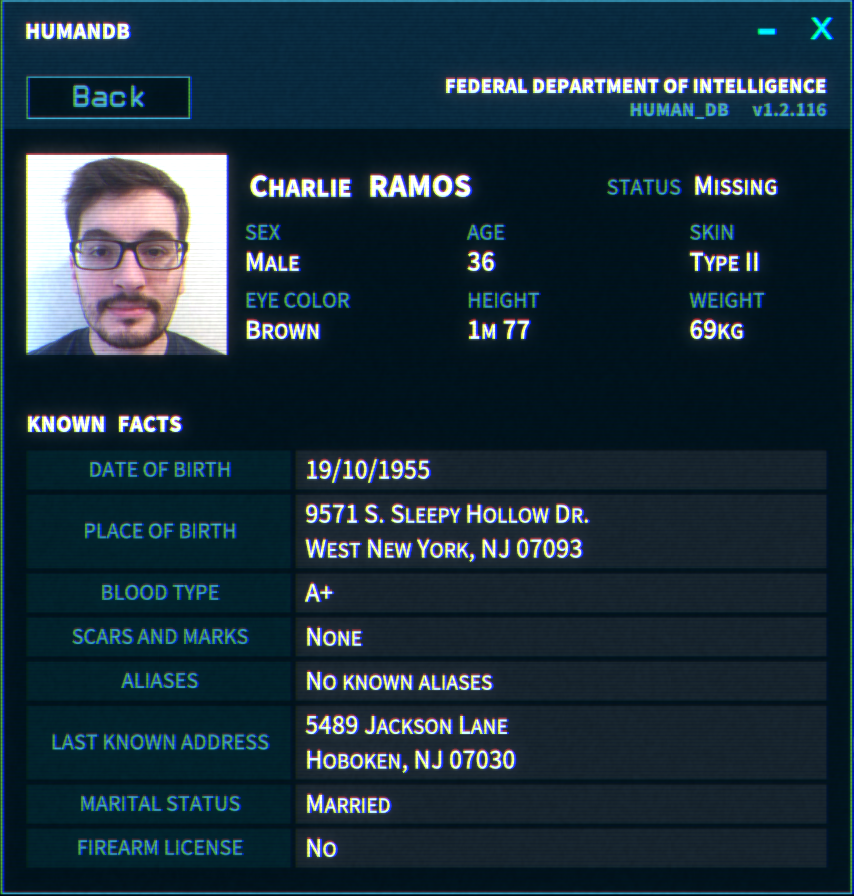 HUMANDB
– X
Back
FEDERAL DEPARTMENT OF INTELLIGENCE
HUMAN_DB v1.2.116
Charlie RAMOS
STATUS Missing
SEX AGE SKIN
Male 36 Type II
EYE COLOR HEIGHT WEIGHT
Brown 1m 77 69kg
KNOWN FACTS
DATE OF BIRTH 19/10/1955
PLACE OF BIRTH
9571 S. Sleepy Hollow Dr.
West New York, NJ 07093
BLOOD TYPE A+
SCARS AND MARKS None
ALIASES No known aliases
LAST KNOWN ADDRESS
5489 Jackson Lane
Hoboken, NJ 07030
MARITAL STATUS Married
FIREARM LICENSE No